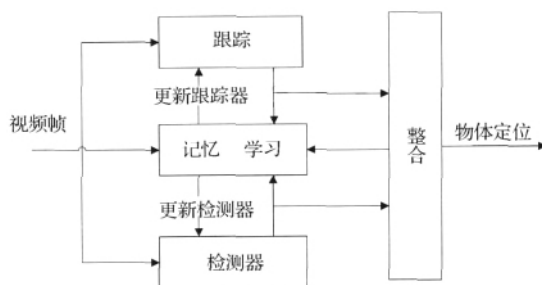 跟踪
更新跟踪器
视频帧
记忆 学习
整合
物体定位
更新检测器
检测器